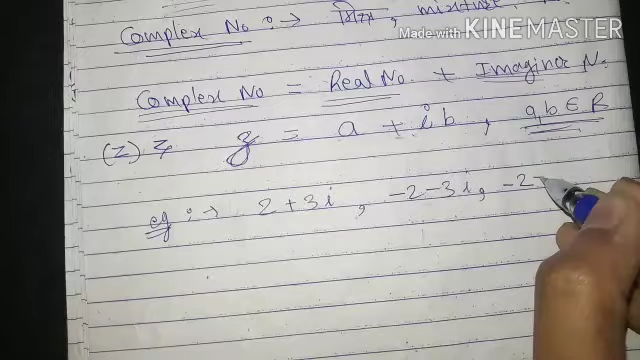 Complex No :→ मिश्र, mixture
Made with KINEMASTER
Complex No = Real No. + Imaginar N.
(Z) z z = a + ib, a,b ∈ R
eg :→ 2 + 3i, -2-3i, -2